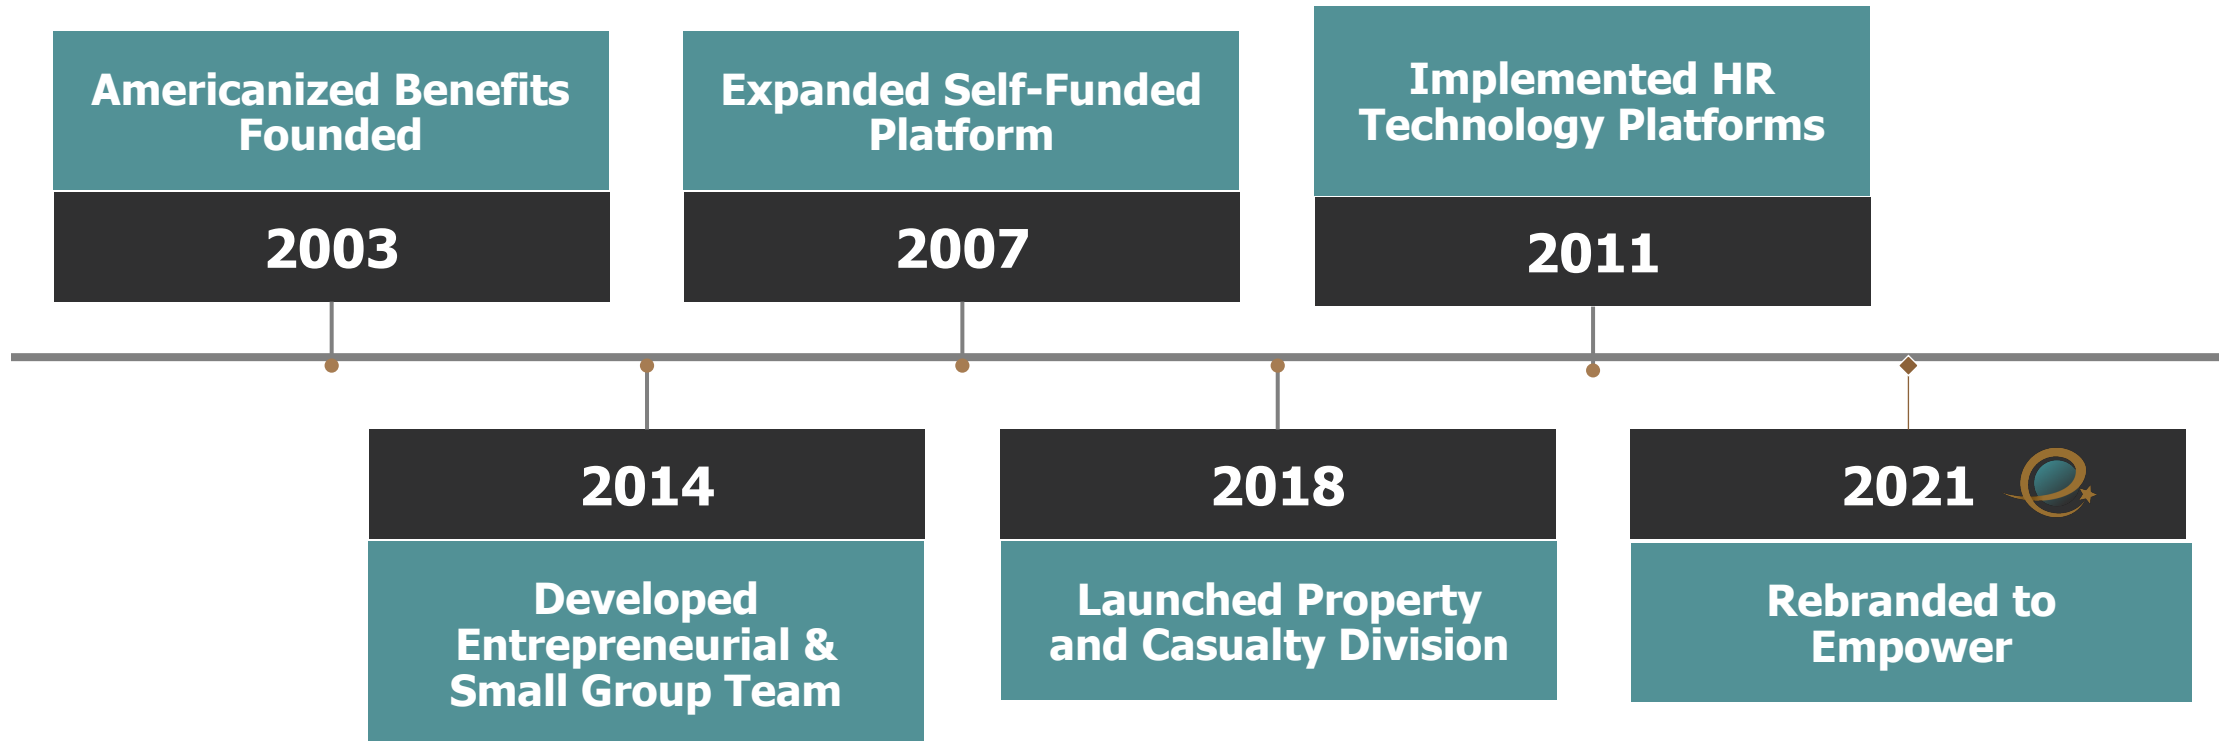 Americanized Benefits
Founded
2003
Expanded Self-Funded
Platform
2007
Implemented HR
Technology Platforms
2011
2014
Developed
Entrepreneurial &
Small Group Team
2018
Launched Property
and Casualty Division
2021
Rebranded to
Empower